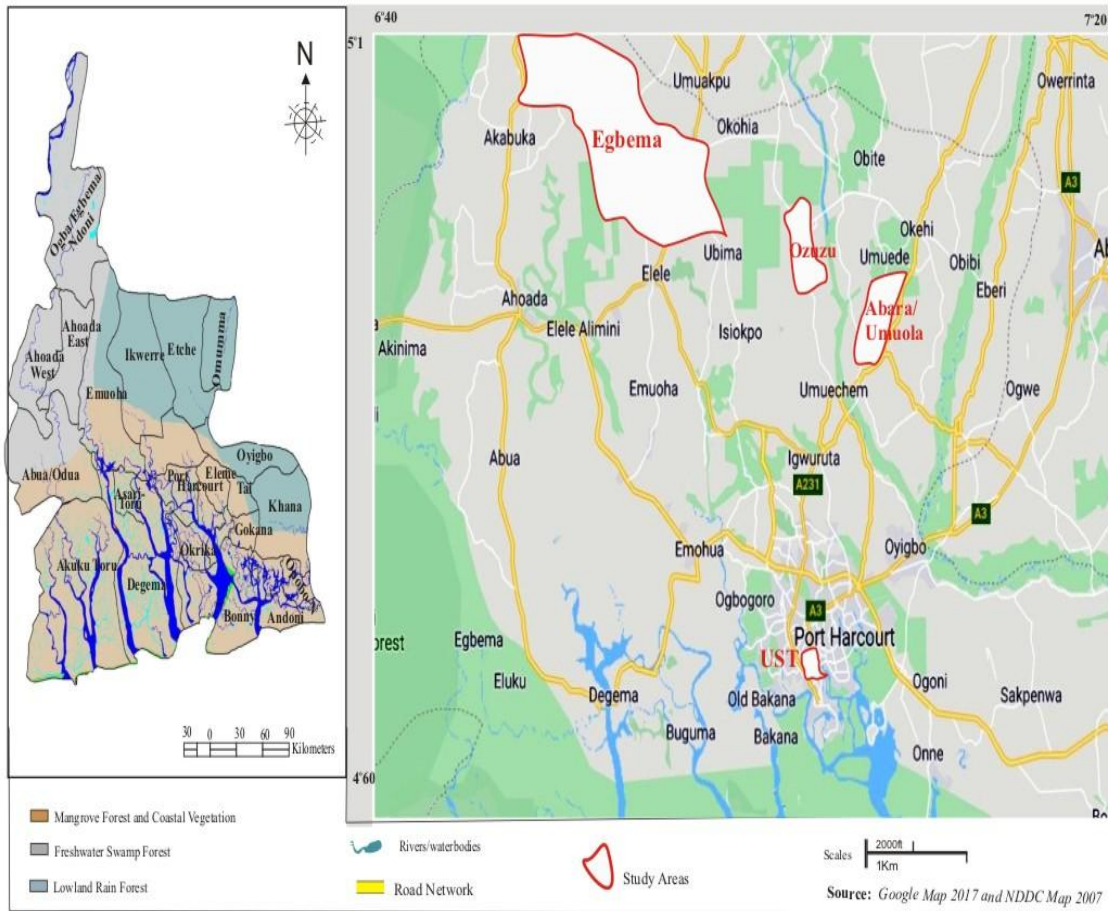 N
Ogba/Egbema
Ndoni
Ahoada
East
Ahoada
West
Ikwerre
Etche
Omumma
Emuoha
Abua/Odua
Oyigbo
Port
Harcourt
Eleme
Tai
Asari-
Toru
Khana
Gokana
Okrika
Akuku Toru
Degema
Bonny
Andoni
30 0 30 60 90
Kilometers
6°40
7°20
5°1
4°60
Umuakpu
Owerrinta
Akabuka
Egbema
Okohia
Obite
A3
Ozuzu
Okehi
Ubima
Umuede
Obibi
Ab
Elele
Eberi
Ahoada
Abara/
Umuola
Elele Alimini
Isiokpo
Akinima
Emuoha
Umuechem
Ogwe
Abua
Igwuruta
A231
A3
Emohua
Oyigbo
Ogbogoro
A3
Port Harcourt
orest
Egbema
UST
Eluku
Degema
Old Bakana
Ogoni
Sakpenwa
Buguma
Bakana
Onne
Bo
Mangrove Forest and Coastal Vegetation
Freshwater Swamp Forest
Lowland Rain Forest
Rivers/waterbodies
Road Network
Study Areas
Scales
2000ft
1Km
Source: Google Map 2017 and NDDC Map 2007